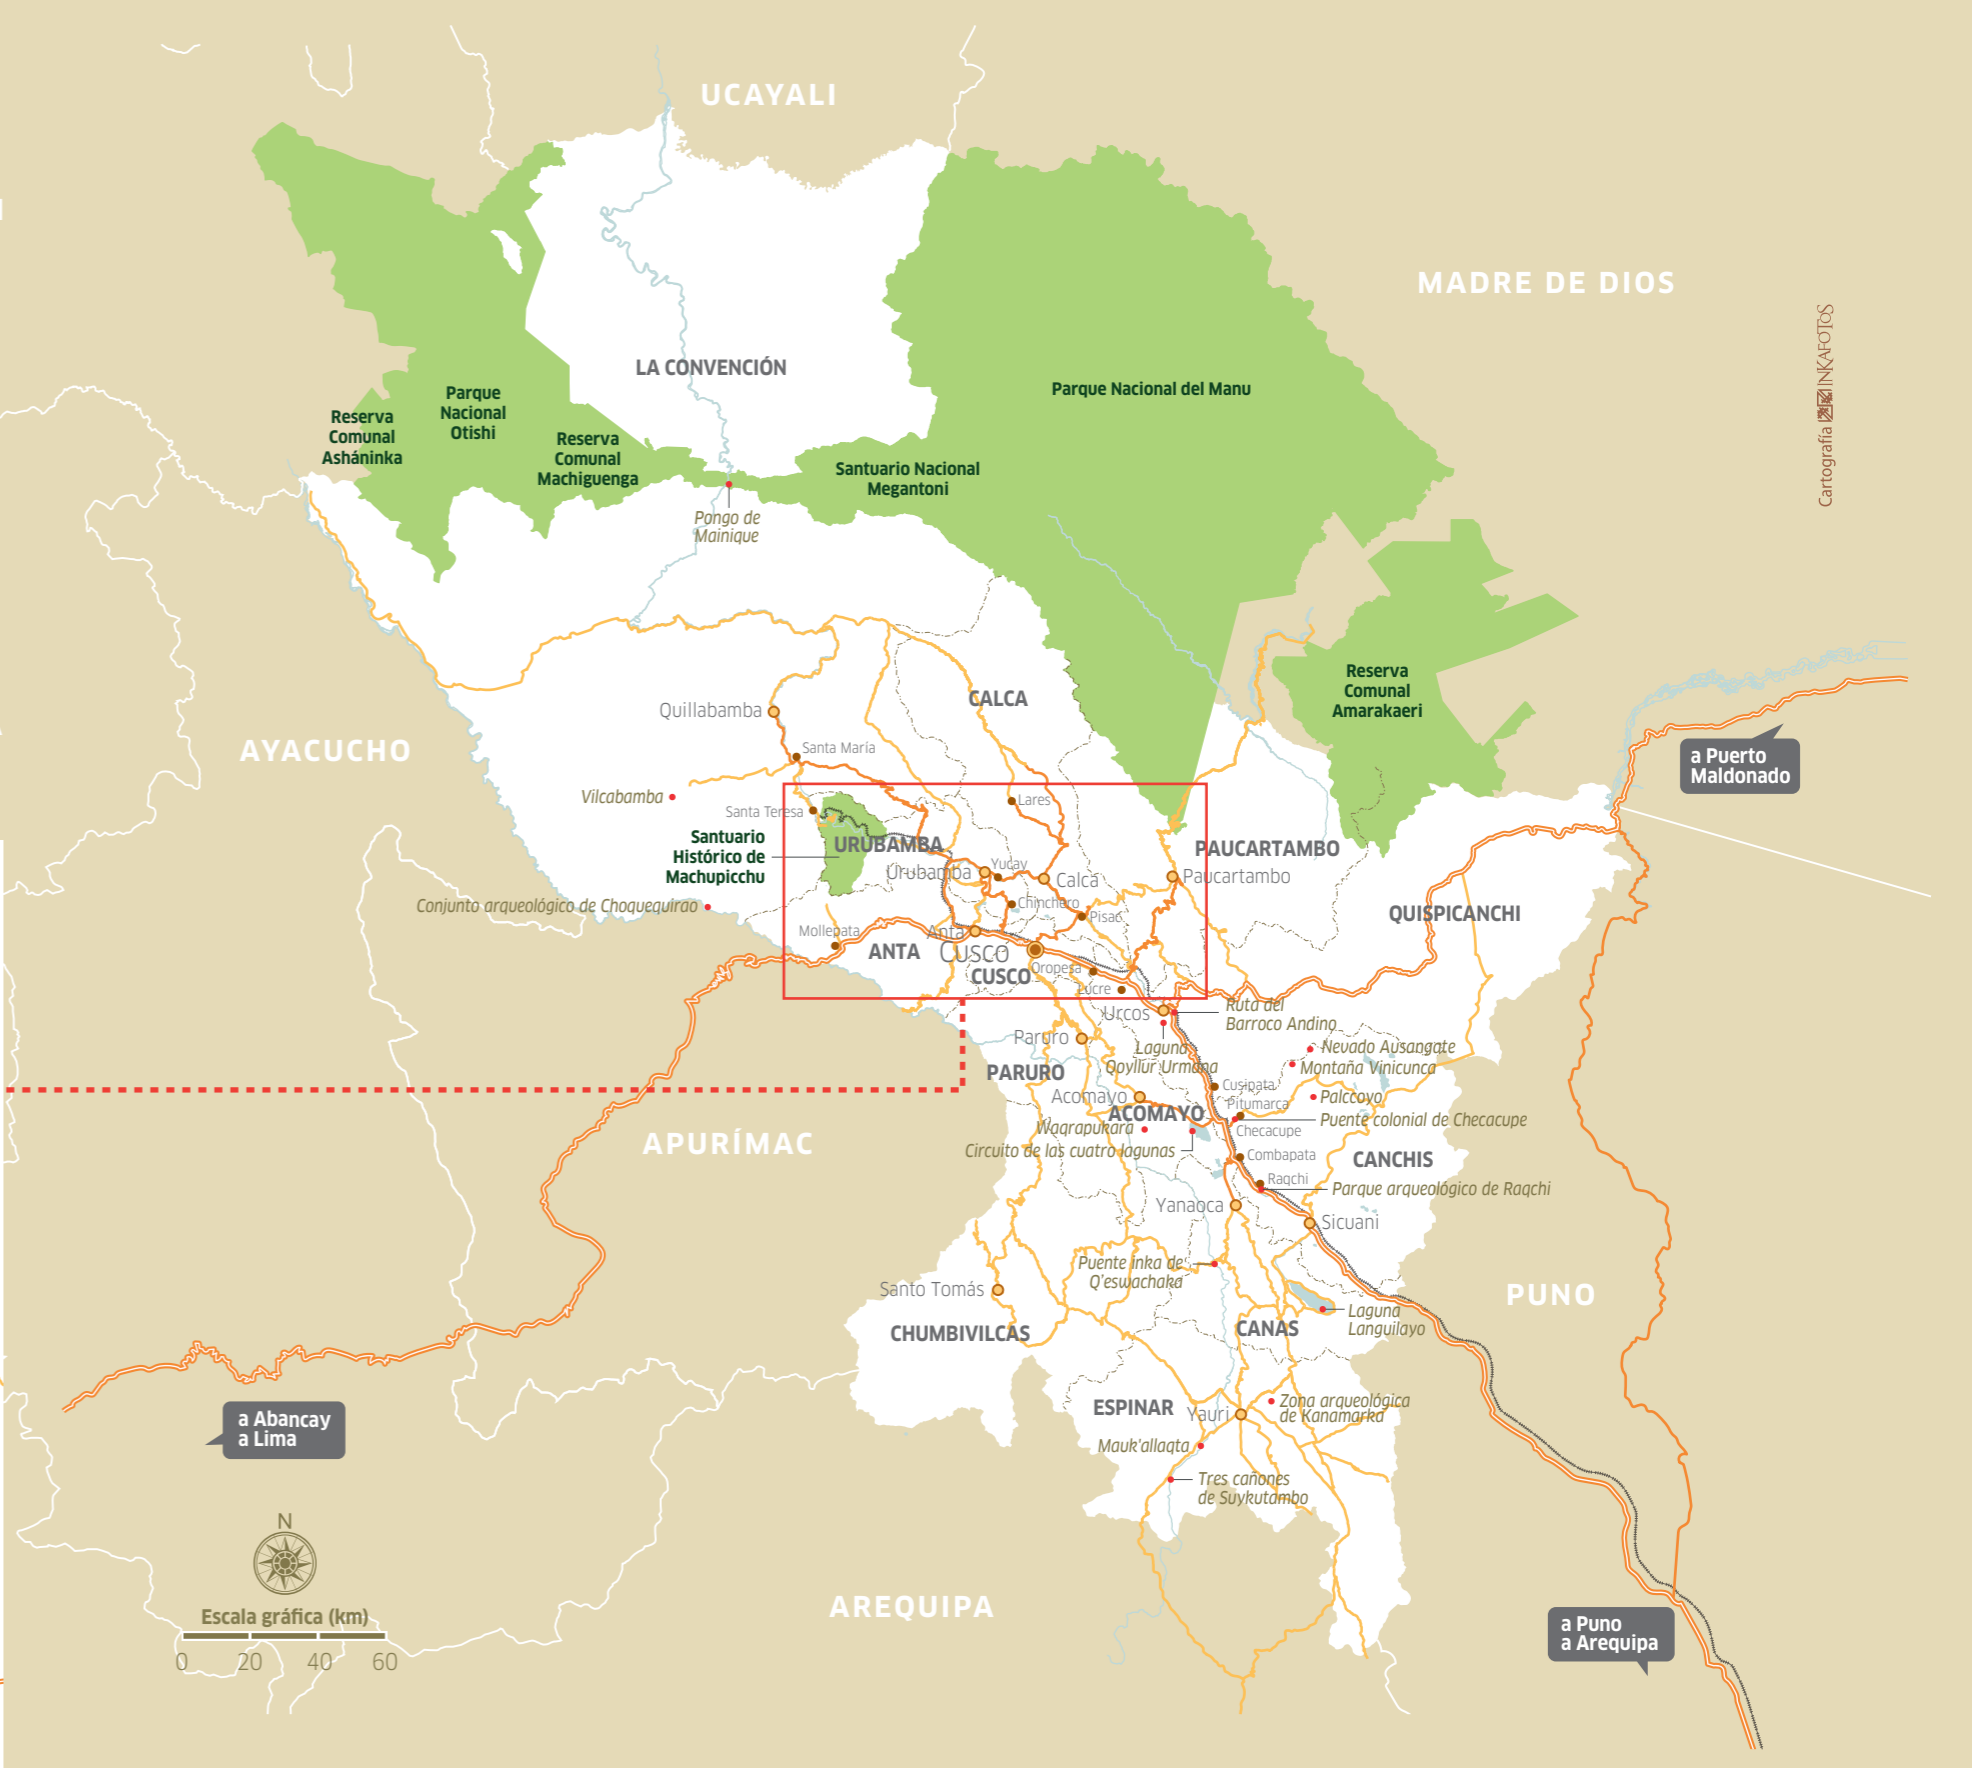 UCAYALI
MADRE DE DIOS
Cartografía INKAFOTOS
LA CONVENCIÓN
Parque
Nacional
Otishi
Parque Nacional del Manu
Reserva
Comunal
Asháninka
Reserva
Comunal
Machiguenga
Santuario Nacional
Megantoni
Pongo de
Mainique
Reserva
Comunal
Amarakaeri
CALCA
Quillabamba
AYACUCHO
Santa María
a Puerto
Maldonado
Vilcabamba
Lares
Santa Teresa
Santuario
Histórico de
Machupicchu
URUBAMBA
PAUCARTAMBO
Yucay
Urubamba
Calca
Paucartambo
Conjunto arqueológico de Choquequirao
Chinchero
Pisac
QUISPICANCHI
Mollepata
Anta
ANTA
CUSCO
CUSCO
Oropesa
Lucre
Urcos
Ruta del
Barroco Andino
Paruro
Laguna
Qoyllur Urmana
Nevado Ausangate
Montaña Vinicunca
PARURO
Cusipata
Acomayo
Palccoyo
Pitumarca
ACOMAYO
Puente colonial de Checacupe
Waqrapukara
Checacupe
APURÍMAC
Circuito de las cuatro lagunas
Combapata
CANCHIS
Raqchi
Parque arqueológico de Raqchi
Yanaoca
Sicuani
Puente inka de
Q'eswachaka
Santo Tomás
PUNO
Laguna
Languilayo
CHUMBIVILCAS
CANAS
Zona arqueológica
de Kanamarka
ESPINAR
Yauri
a Abancay
a Lima
Mauk'allaqta
Tres cañones
de Suykutambo
N
AREQUIPA
Escala gráfica (km)
0 20 40 60
a Puno
a Arequipa